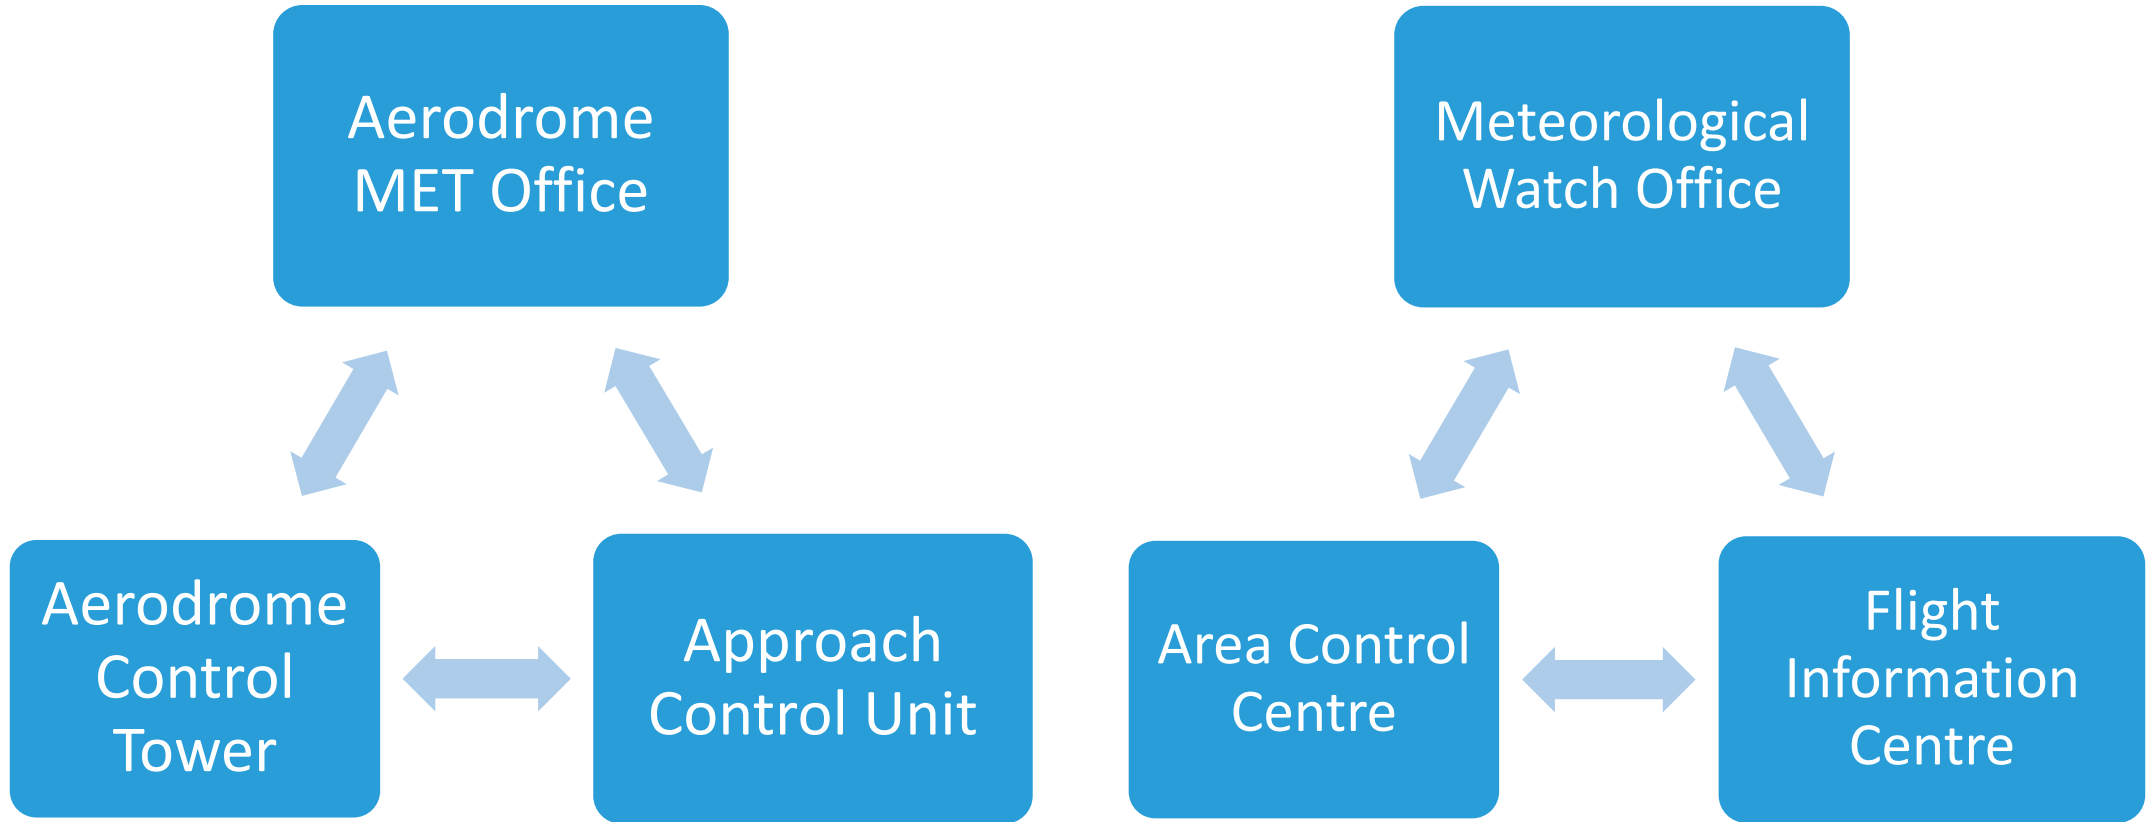 Aerodrome
MET Office
Meteorological
Watch Office
Aerodrome
Control
Tower
Approach
Control Unit
Area Control
Centre
Flight
Information
Centre